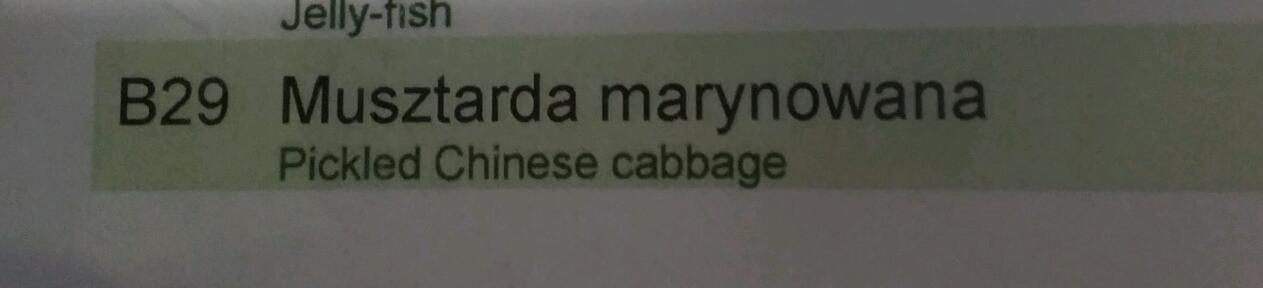 Jelly-fish
B29 Musztarda marynowana
Pickled Chinese cabbage